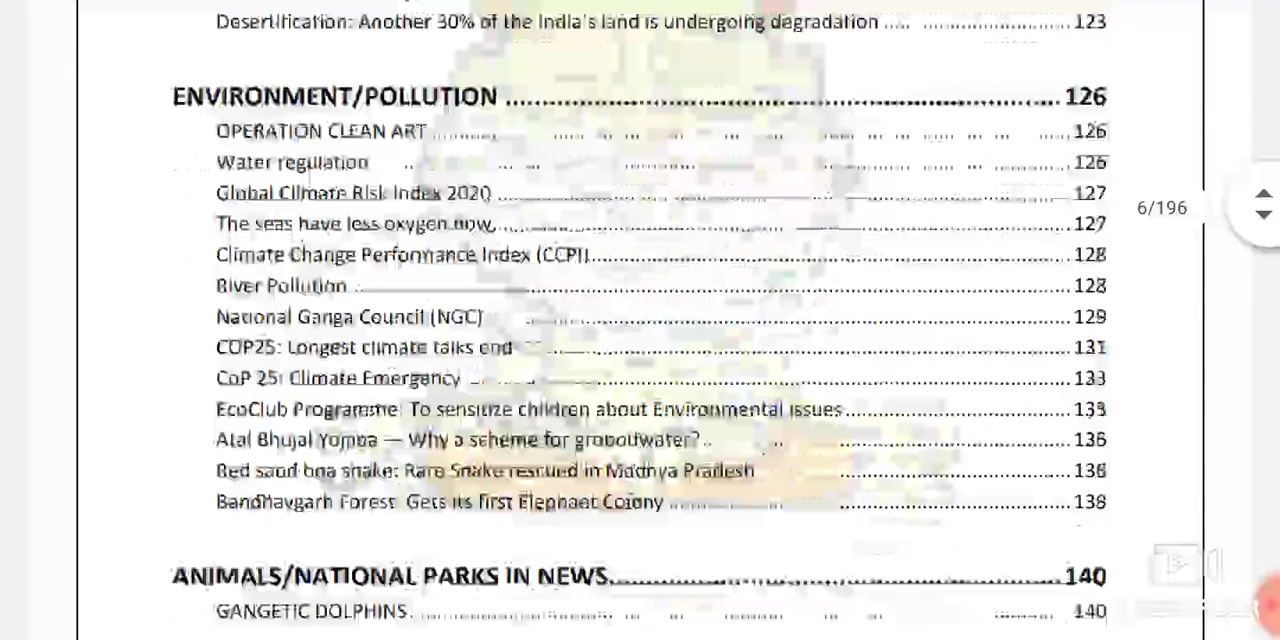 Desertification: Another 30% of the India's land is undergoing degradation ..... 123
ENVIRONMENT/POLLUTION ..... 126
OPERATION CLEAN ART ..... 126
Water regulation ..... 126
Global Climate Risk Index 2020 ..... 127
6/196
The seas have less oxygen now ..... 127
Climate Change Performance Index (CCPI) ..... 128
River Pollution ..... 128
National Ganga Council (NGC) ..... 129
COP25: Longest climate talks end ..... 131
CoP 25: Climate Emergency ..... 133
EcoClub Programme: To sensitize children about Environmental issues ..... 133
Atal Bhujal Yojna — Why a scheme for groundwater? ..... 136
Red sand boa snake: Rare Snake rescued in Madhya Pradesh ..... 136
Bandhavgarh Forest: Gets its first Elephant Colony ..... 138
ANIMALS/NATIONAL PARKS IN NEWS ..... 140
GANGETIC DOLPHINS ..... 140